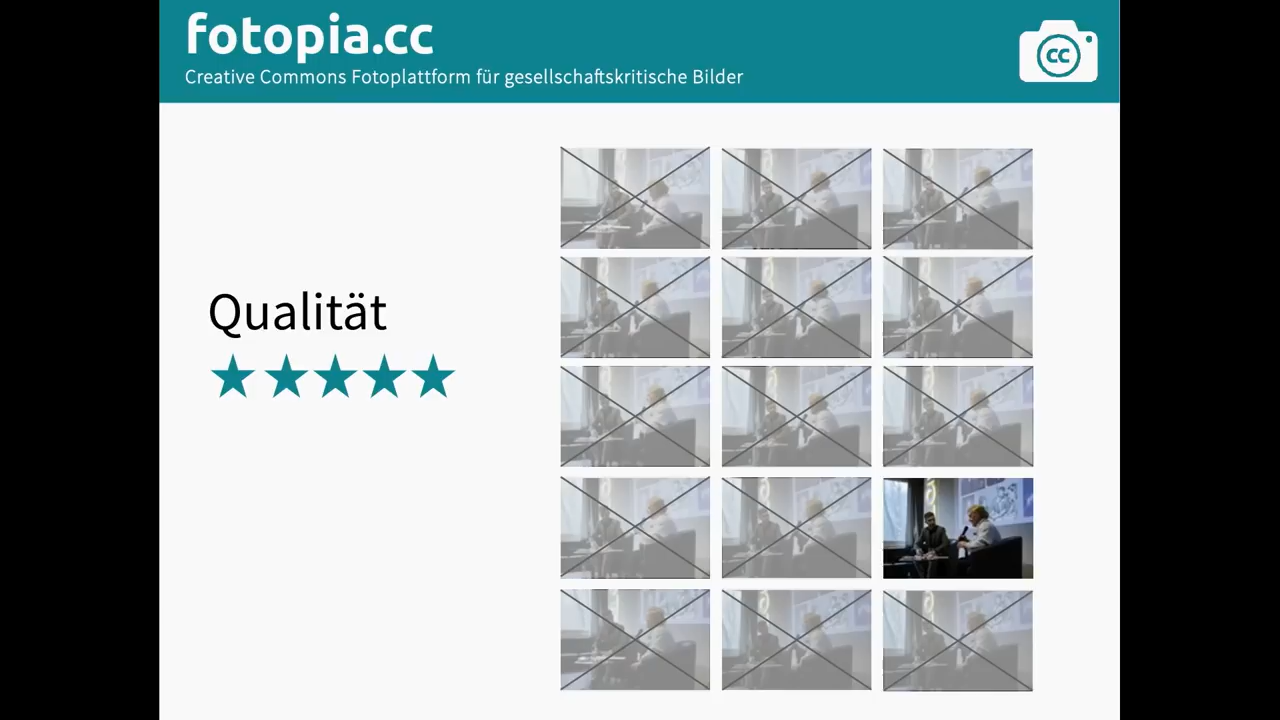 fotopia.cc
Creative Commons Fotoplattform für gesellschaftskritische Bilder
cc
Qualität